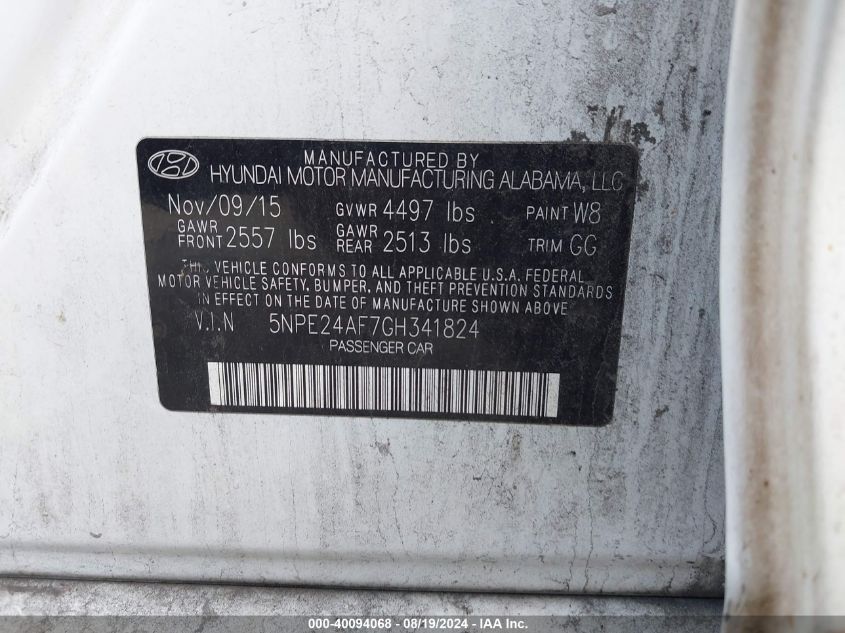 MANUFACTURED BY
HYUNDAI MOTOR MANUFACTURING ALABAMA, LLC
Nov/09/15 GVWR 4497 lbs PAINT W8
GAWR FRONT 2557 lbs GAWR REAR 2513 lbs TRIM GG
THIS VEHICLE CONFORMS TO ALL APPLICABLE U.S.A. FEDERAL
MOTOR VEHICLE SAFETY, BUMPER, AND THEFT PREVENTION STANDARDS
IN EFFECT ON THE DATE OF MANUFACTURE SHOWN ABOVE
V.I.N 5NPE24AF7GH341824
PASSENGER CAR
000-40094068 - 08/19/2024 - IAA Inc.